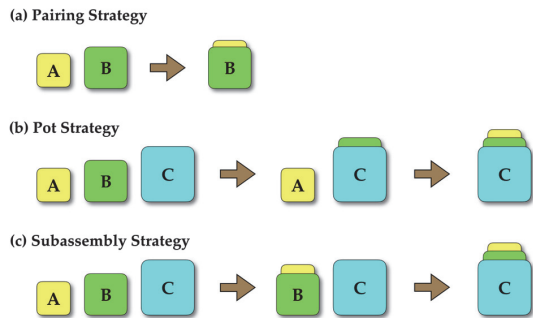 (a) Pairing Strategy
A B B
(b) Pot Strategy
A B C A C C
(c) Subassembly Strategy
A B C B C C